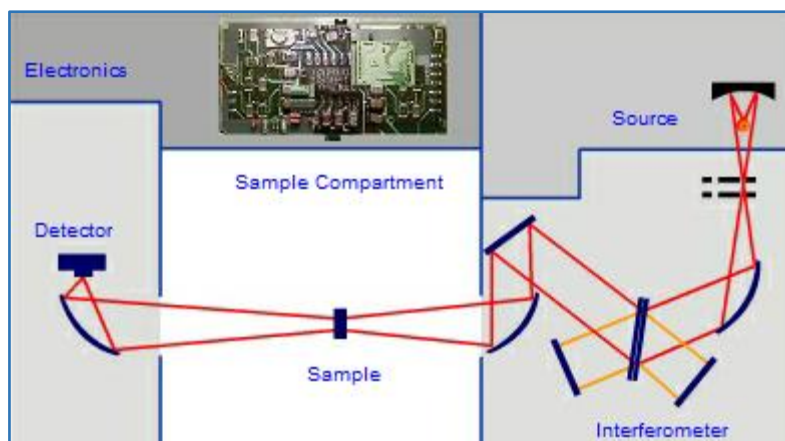 Electronics
Source
Sample Compartment
Detector
Sample
Interferometer